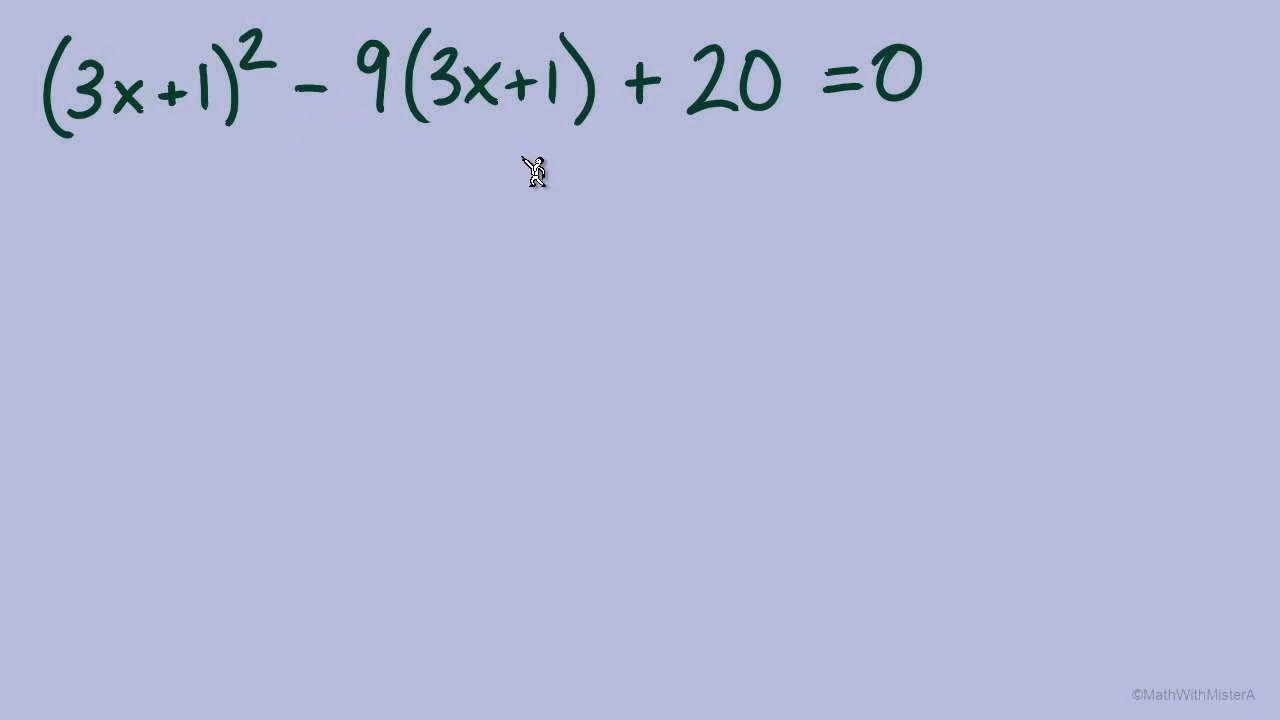 (3x+1)² - 9(3x+1) + 20 = 0
©MathWithMisterA